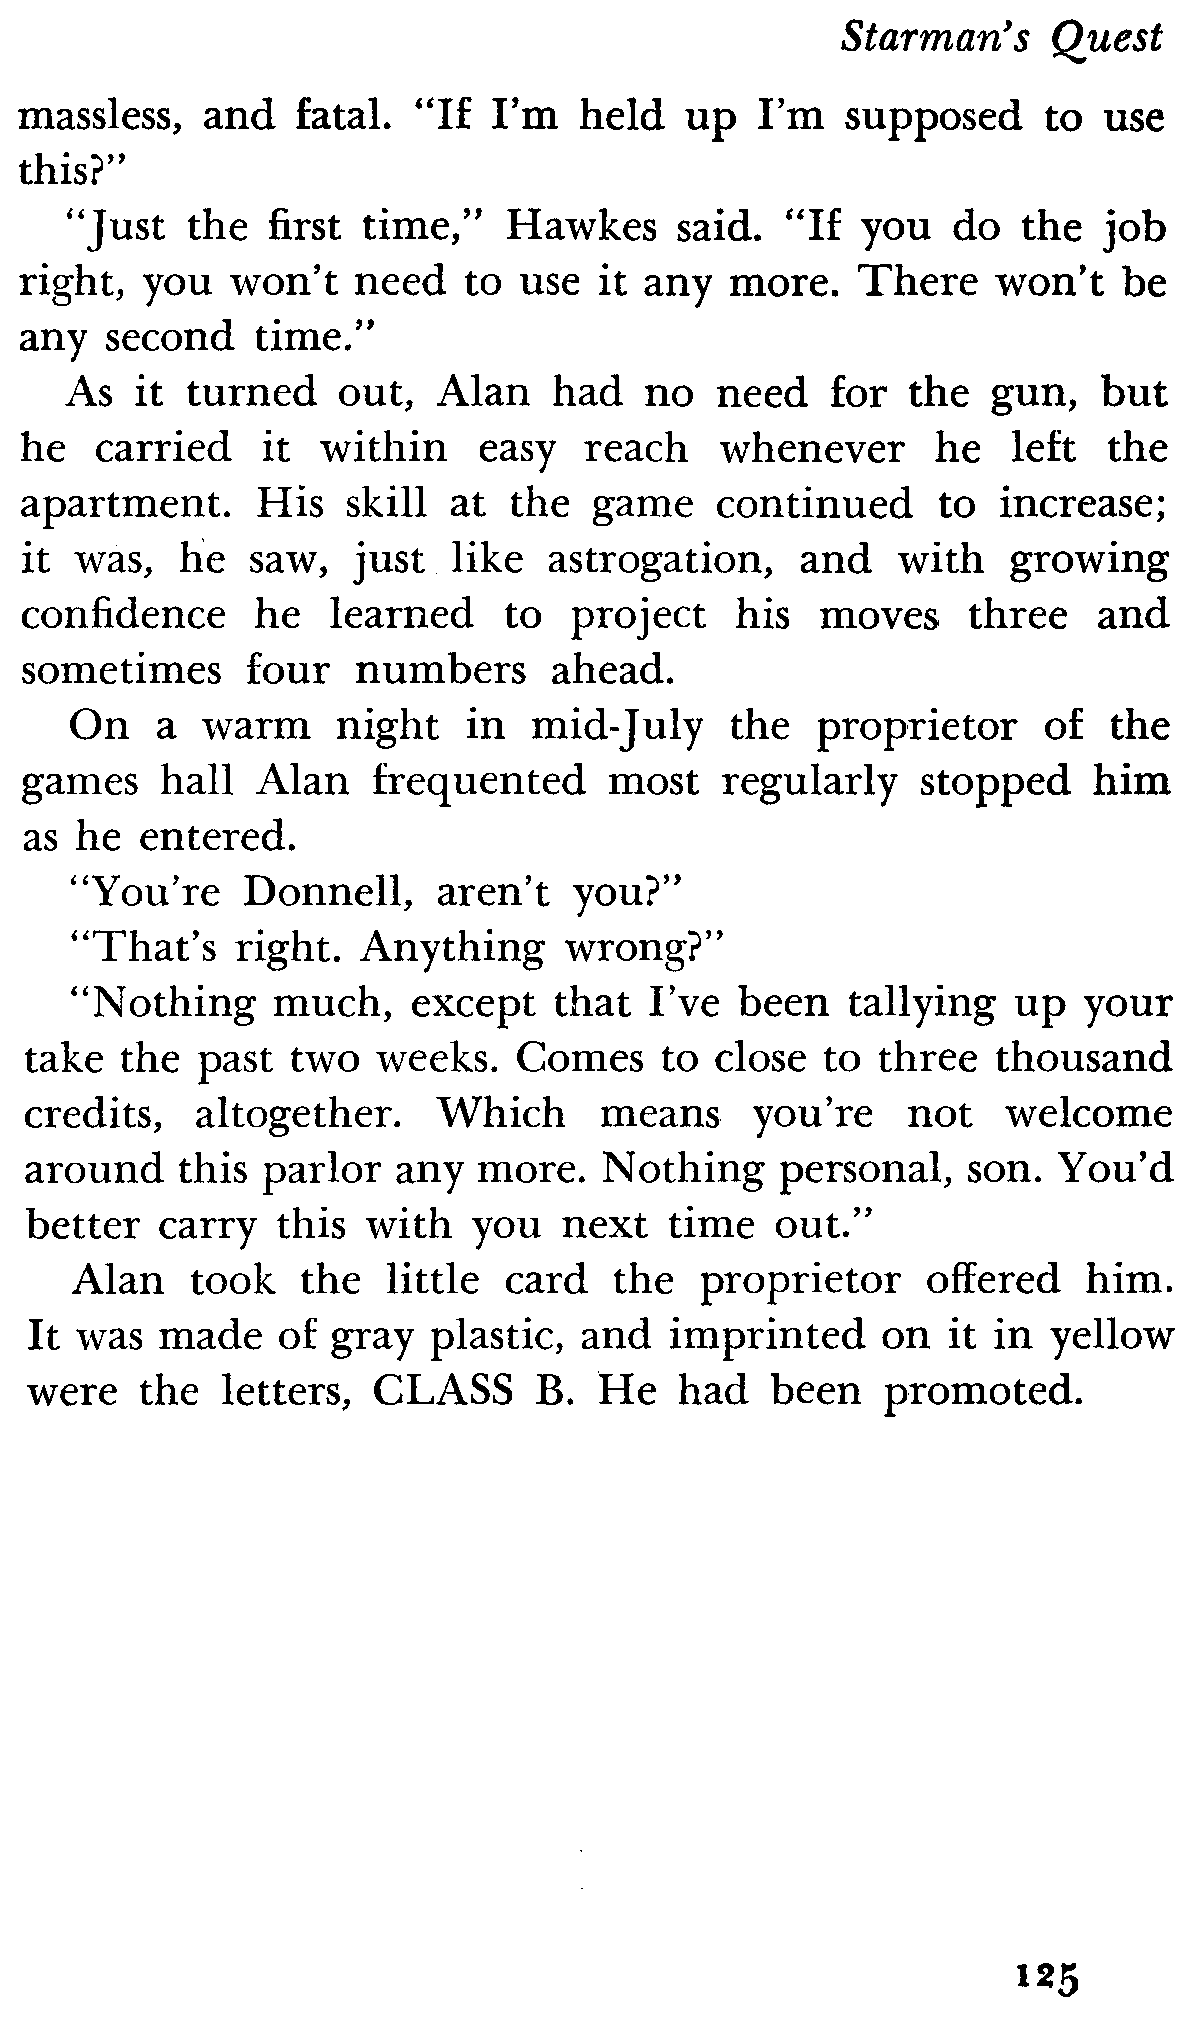 Starman's Quest
massless, and fatal. "If I'm held up I'm supposed to use
this?"
"Just the first time," Hawkes said. "If you do the job
right, you won't need to use it any more. There won't be
any second time."
As it turned out, Alan had no need for the gun, but
he carried it within easy reach whenever he left the
apartment. His skill at the game continued to increase;
it was, he saw, just like astrogation, and with growing
confidence he learned to project his moves three and
sometimes four numbers ahead.
On a warm night in mid-July the proprietor of the
games hall Alan frequented most regularly stopped him
as he entered.
"You're Donnell, aren't you?"
"That's right. Anything wrong?"
"Nothing much, except that I've been tallying up your
take the past two weeks. Comes to close to three thousand
credits, altogether. Which means you're not welcome
around this parlor any more. Nothing personal, son. You'd
better carry this with you next time out."
Alan took the little card the proprietor offered him.
It was made of gray plastic, and imprinted on it in yellow
were the letters, CLASS B. He had been promoted.
125